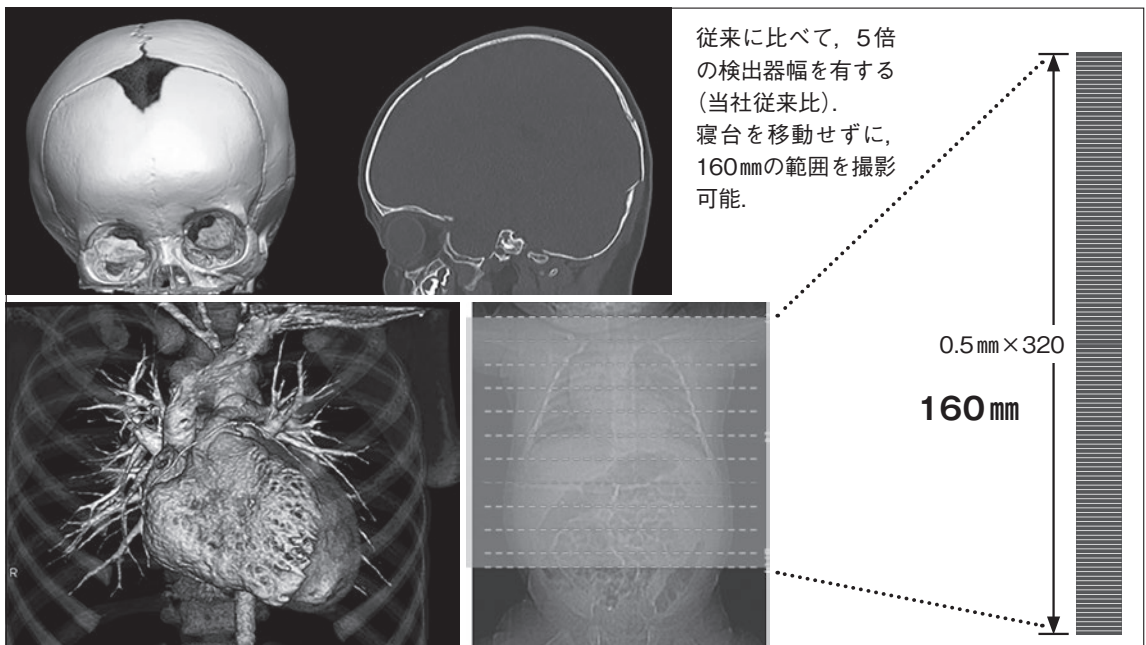 従来に比べて，5倍
の検出器幅を有する
（当社従来比）．
寝台を移動せずに，
160㎜の範囲を撮影
可能．
0.5㎜×320
160㎜
R